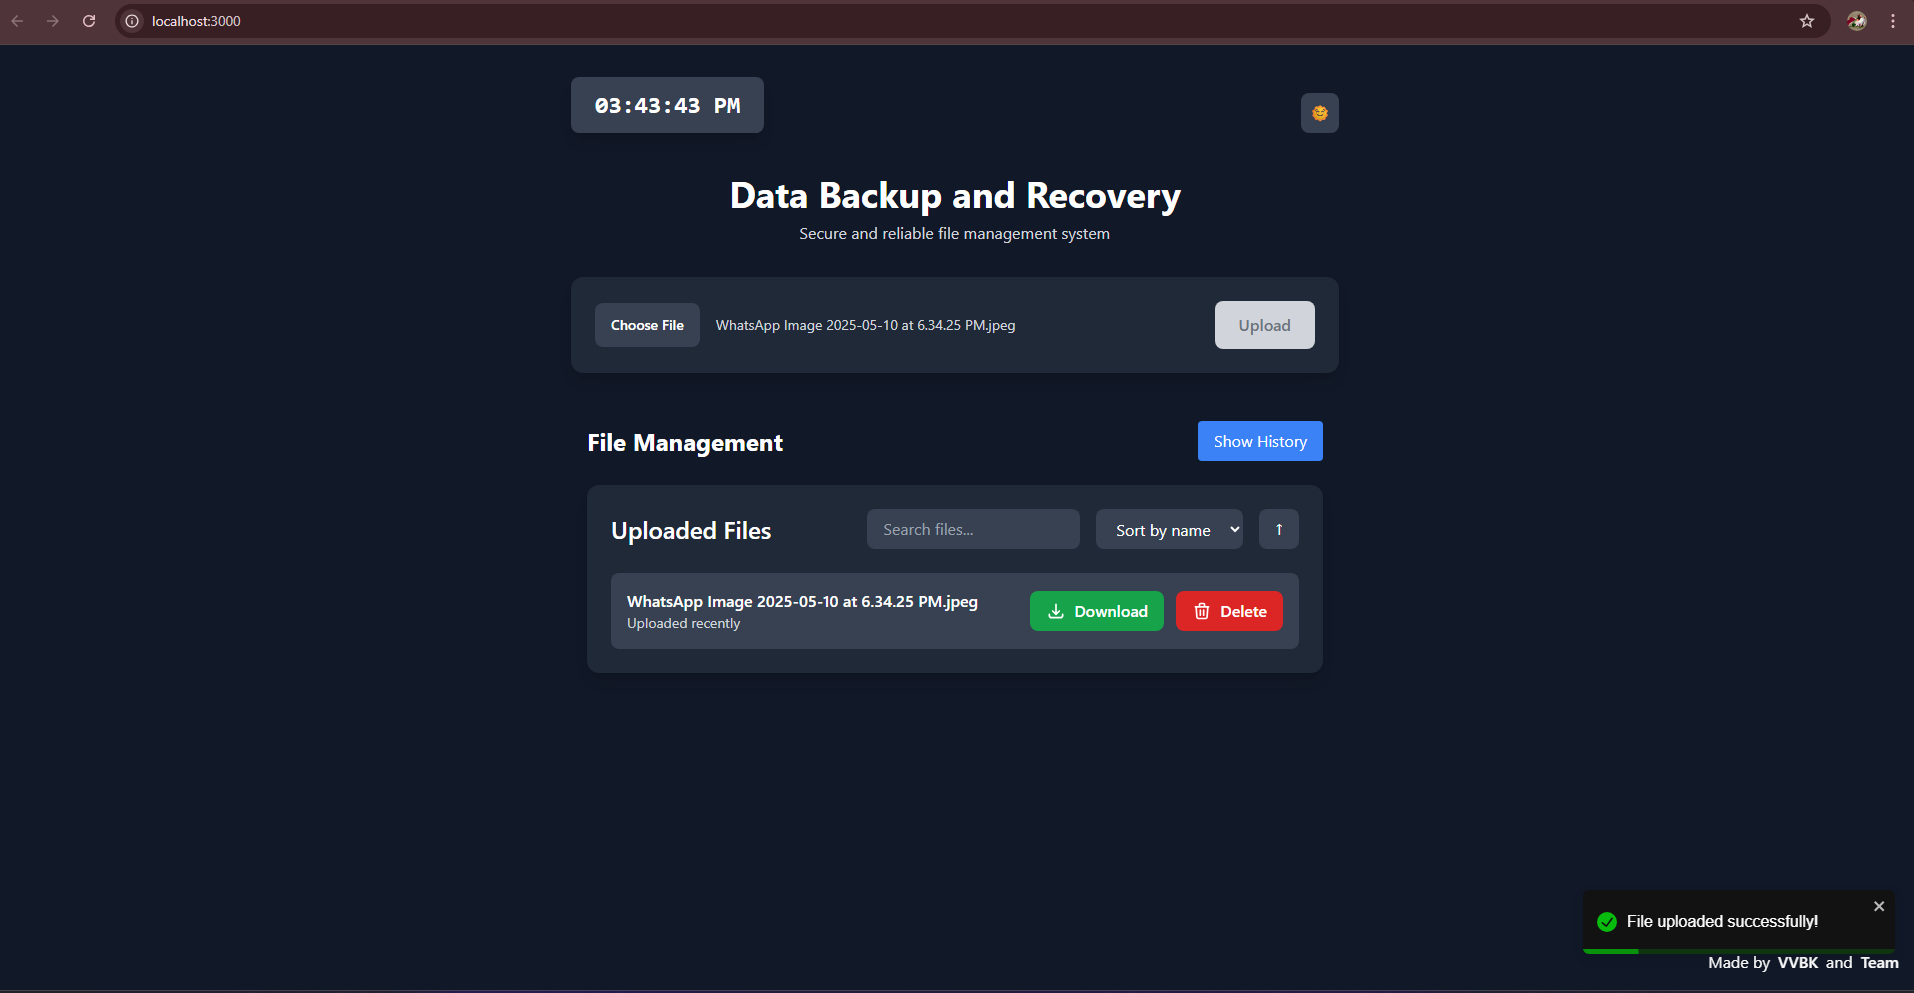 localhost:3000
03:43:43 PM
Data Backup and Recovery
Secure and reliable file management system
Choose File
WhatsApp Image 2025-05-10 at 6.34.25 PM.jpeg
Upload
File Management
Show History
Uploaded Files
Search files...
Sort by name
↑
WhatsApp Image 2025-05-10 at 6.34.25 PM.jpeg
Uploaded recently
Download
Delete
File uploaded successfully!
Made by VVBK and Team